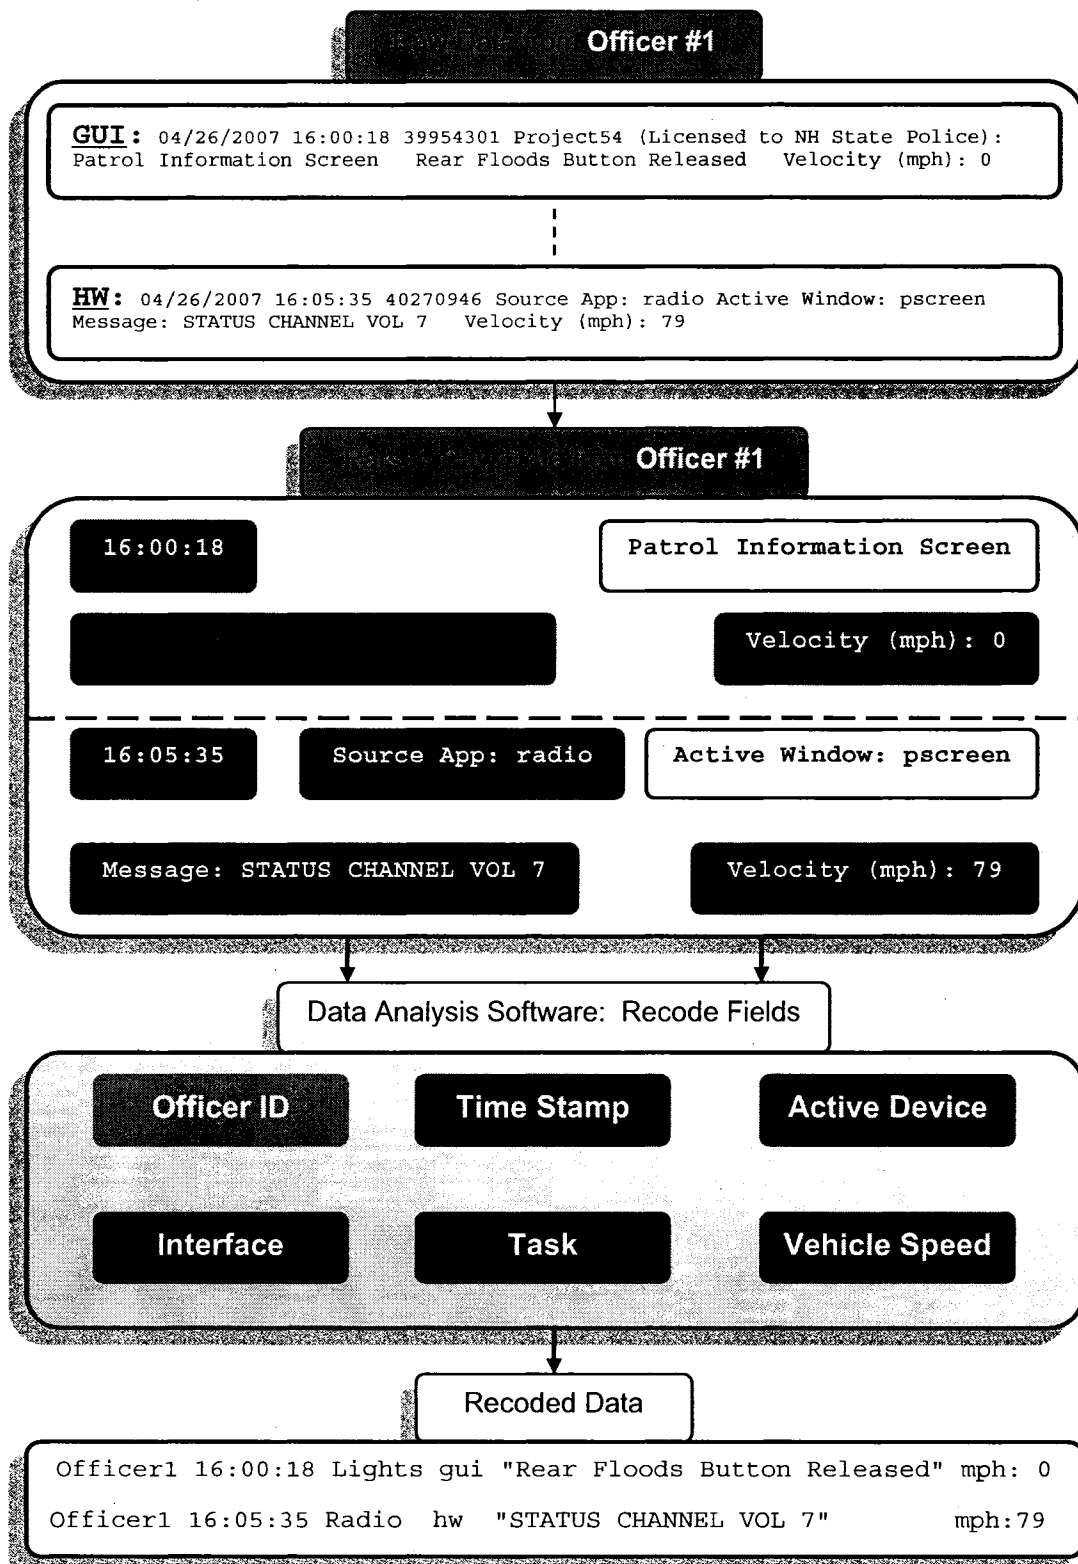 Officer #1
GUI: 04/26/2007 16:00:18 39954301 Project54 (Licensed to NH State Police):
Patrol Information Screen Rear Floods Button Released Velocity (mph): 0
HW: 04/26/2007 16:05:35 40270946 Source App: radio Active Window: pscreen
Message: STATUS CHANNEL VOL 7 Velocity (mph): 79
Officer #1
16:00:18 Patrol Information Screen
Velocity (mph): 0
16:05:35 Source App: radio Active Window: pscreen
Message: STATUS CHANNEL VOL 7 Velocity (mph): 79
Data Analysis Software: Recode Fields
Officer ID Time Stamp Active Device
Interface Task Vehicle Speed
Recoded Data
Officer1 16:00:18 Lights gui "Rear Floods Button Released" mph: 0
Officer1 16:05:35 Radio hw "STATUS CHANNEL VOL 7" mph:79